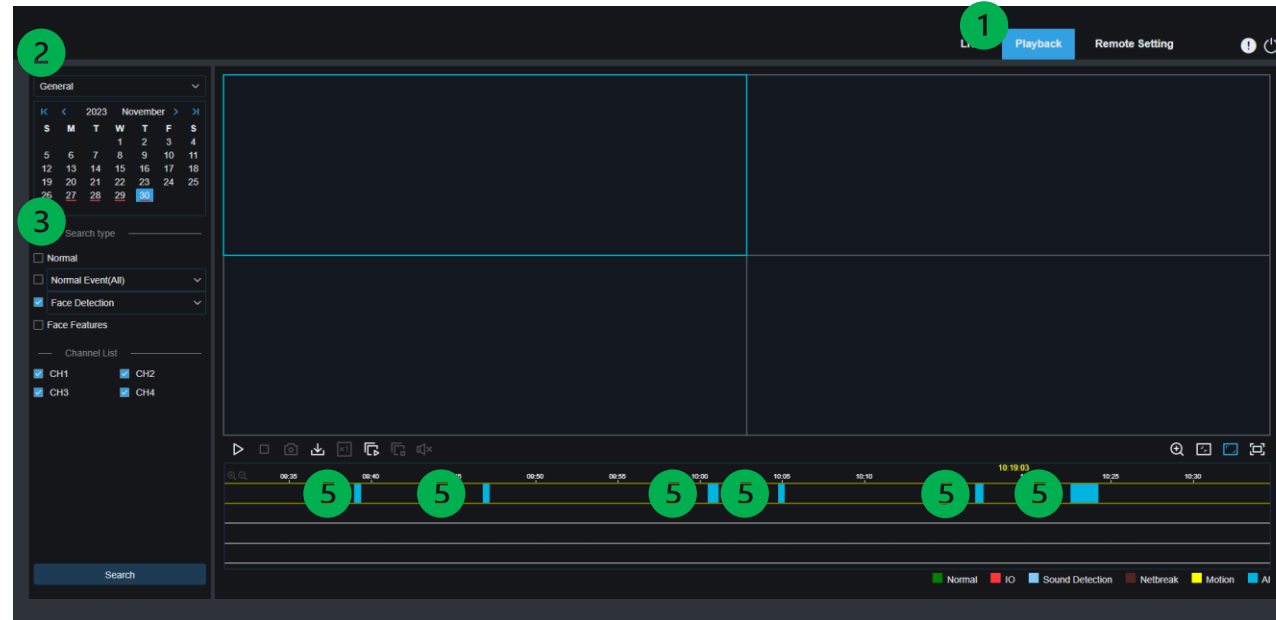 1
Playback
Remote Setting
2
General
2023 November
S M T W T F S
1 2 3 4
5 6 7 8 9 10 11
12 13 14 15 16 17 18
19 20 21 22 23 24 25
26 27 28 29 30
3
Search type
Normal
Normal Event(All)
Face Detection
Face Features
Channel List
CH1 CH2
CH3 CH4
Search
×1
10:19:03
09:35 09:40 09:50 09:55 10:00 10:05 10:10 10:25 10:30
5 5 5 5 5 5
Normal IO Sound Detection Netbreak Motion AI